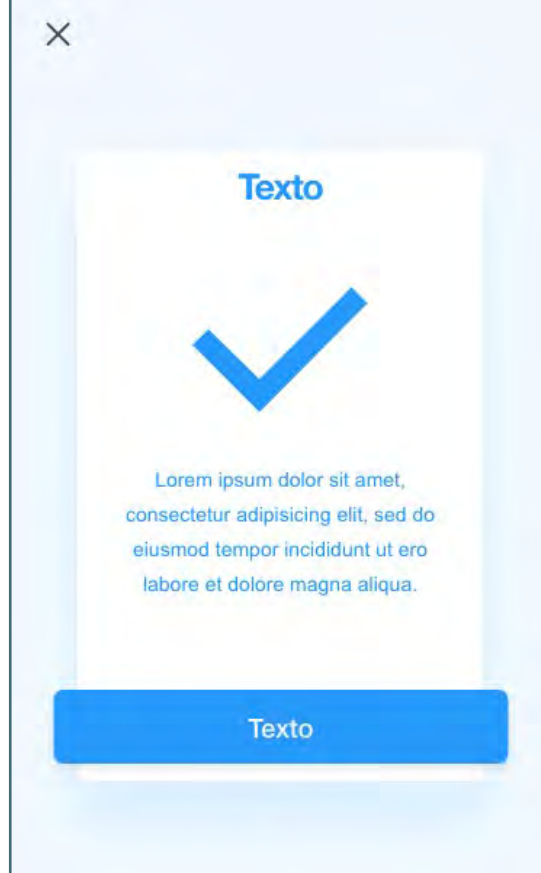 Texto
Lorem ipsum dolor sit amet,
consectetur adipisicing elit, sed do
eiusmod tempor incididunt ut ero
labore et dolore magna aliqua.
Texto